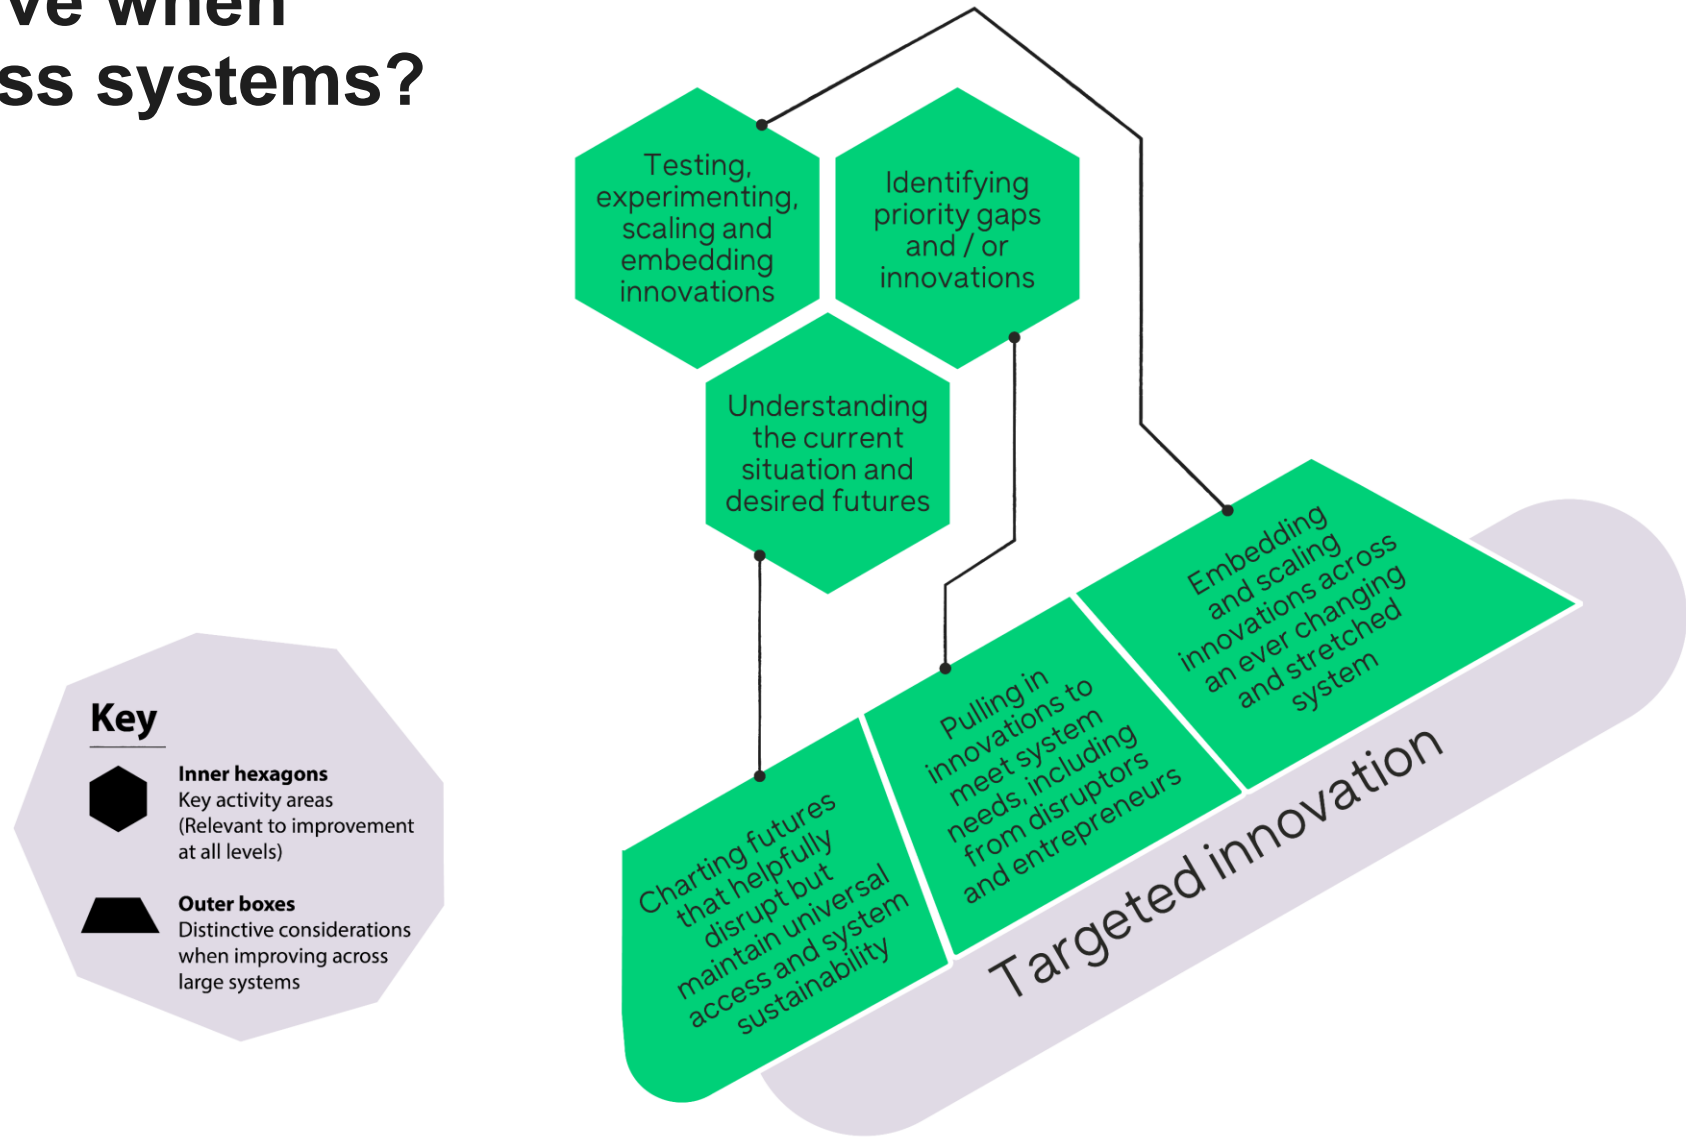 ve when
ss systems?
Testing,
experimenting,
scaling and
embedding
innovations
Identifying
priority gaps
and / or
innovations
Understanding
the current
situation and
desired futures
Charting futures
that helpfully
disrupt but
maintain universal
access and system
sustainability
Pulling in
innovations to
meet system
needs, including
from disruptors
and entrepreneurs
Embedding
and scaling
innovations across
an ever changing
and stretched
system
Targeted innovation
Key
Inner hexagons
Key activity areas
(Relevant to improvement
at all levels)
Outer boxes
Distinctive considerations
when improving across
large systems